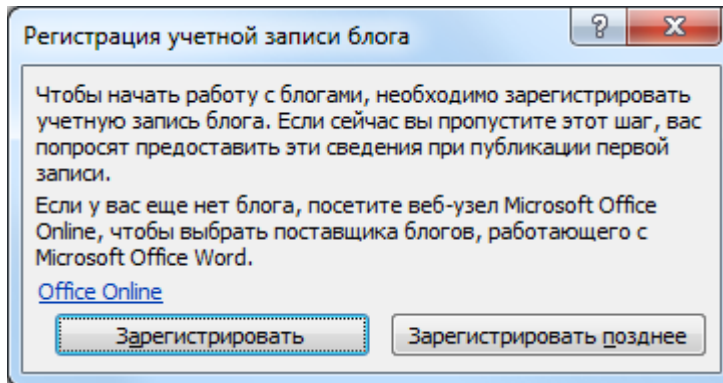 Регистрация учетной записи блога
Чтобы начать работу с блогами, необходимо зарегистрировать
учетную запись блога. Если сейчас вы пропустите этот шаг, вас
попросят предоставить эти сведения при публикации первой
записи.
Если у вас еще нет блога, посетите веб-узел Microsoft Office
Online, чтобы выбрать поставщика блогов, работающего с
Microsoft Office Word.
Office Online
Зарегистрировать
Зарегистрировать позднее